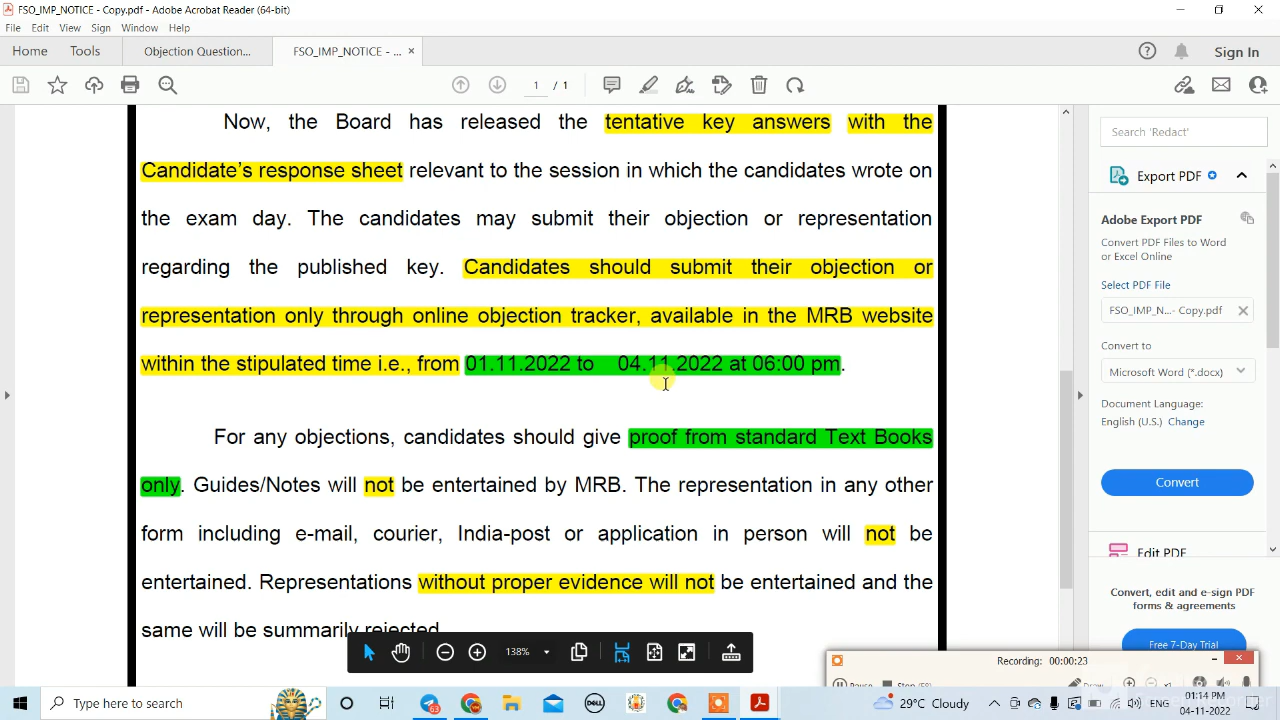 FSO_IMP_NOTICE - Copy.pdf - Adobe Acrobat Reader (64-bit)
File Edit View Sign Window Help
Home Tools Objection Question... FSO_IMP_NOTICE - ... × Sign In
1 / 1
Now, the Board has released the tentative key answers with the
Candidate's response sheet relevant to the session in which the candidates wrote on
the exam day. The candidates may submit their objection or representation
regarding the published key. Candidates should submit their objection or
representation only through online objection tracker, available in the MRB website
within the stipulated time i.e., from 01.11.2022 to 04.11.2022 at 06:00 pm.
For any objections, candidates should give proof from standard Text Books
only. Guides/Notes will not be entertained by MRB. The representation in any other
form including e-mail, courier, India-post or application in person will not be
entertained. Representations without proper evidence will not be entertained and the
same will be summarily rejected
138%
Search 'Redact'
Export PDF
Adobe Export PDF
Convert PDF Files to Word
or Excel Online
Select PDF File
FSO_IMP_N...- Copy.pdf
Convert to
Microsoft Word (*.docx)
Document Language:
English (U.S.) Change
Convert
Edit PDF
Convert, edit and e-sign PDF
forms & agreements
Free 7-Day Trial
Recording: 00:00:23
Pause Stop (F8) Draw
Type here to search
63
DELL
29°C Cloudy
ENG
01:14 PM
04-11-2022